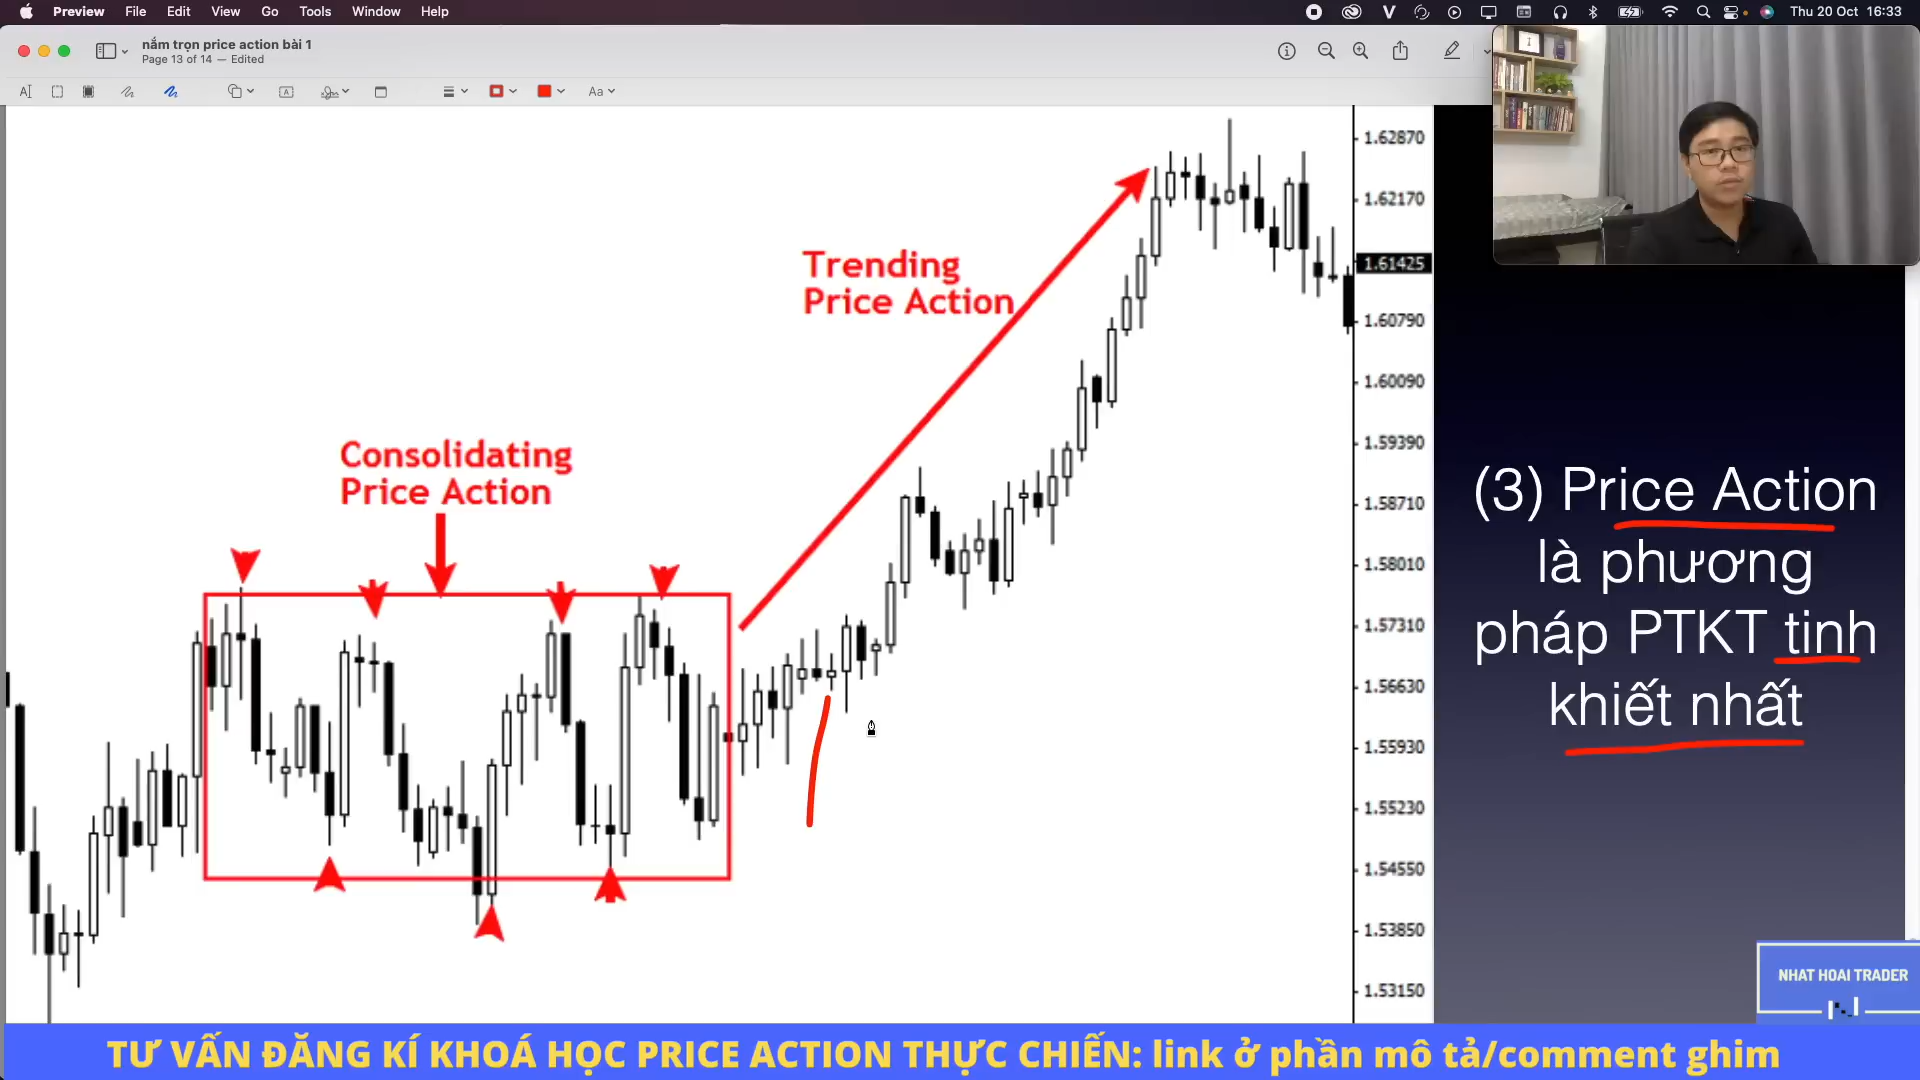 Preview File Edit View Go Tools Window Help
Thu 20 Oct 16:33
nắm trọn price action bài 1
Page 13 of 14 — Edited
Aa
1.62870
1.62170
1.61425
1.60790
1.60090
1.59390
1.58710
1.58010
1.57310
1.56630
1.55930
1.55230
1.54550
1.53850
1.53150
Trending
Price Action
Consolidating
Price Action
(3) Price Action
là phương
pháp PTKT tinh
khiết nhất
NHAT HOAI TRADER
TƯ VẤN ĐĂNG KÍ KHOÁ HỌC PRICE ACTION THỰC CHIẾN: link ở phần mô tả/comment ghim